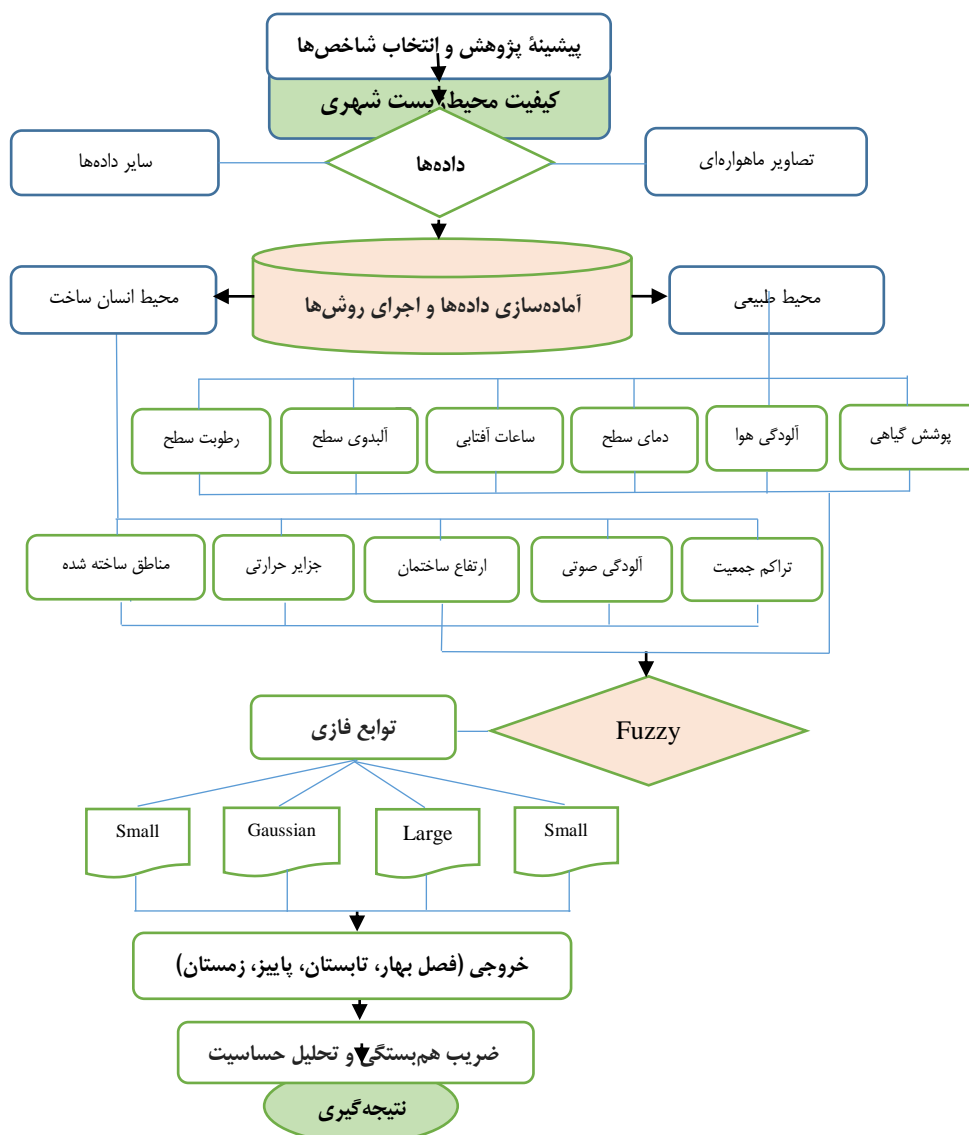 پیشینهٔ پژوهش و انتخاب شاخص‌ها
کیفیت محیط زیست شهری
داده‌ها
تصاویر ماهواره‌ای
سایر داده‌ها
آماده‌سازی داده‌ها و اجرای روش‌ها
محیط طبیعی
محیط انسان ساخت
پوشش گیاهی
آلودگی هوا
دمای سطح
ساعات آفتابی
آلبدوی سطح
رطوبت سطح
تراکم جمعیت
آلودگی صوتی
ارتفاع ساختمان
جزایر حرارتی
مناطق ساخته شده
Fuzzy
توابع فازی
Small
Large
Gaussian
Small
خروجی (فصل بهار، تابستان، پاییز، زمستان)
ضریب هم‌بستگی و تحلیل حساسیت
نتیجه‌گیری